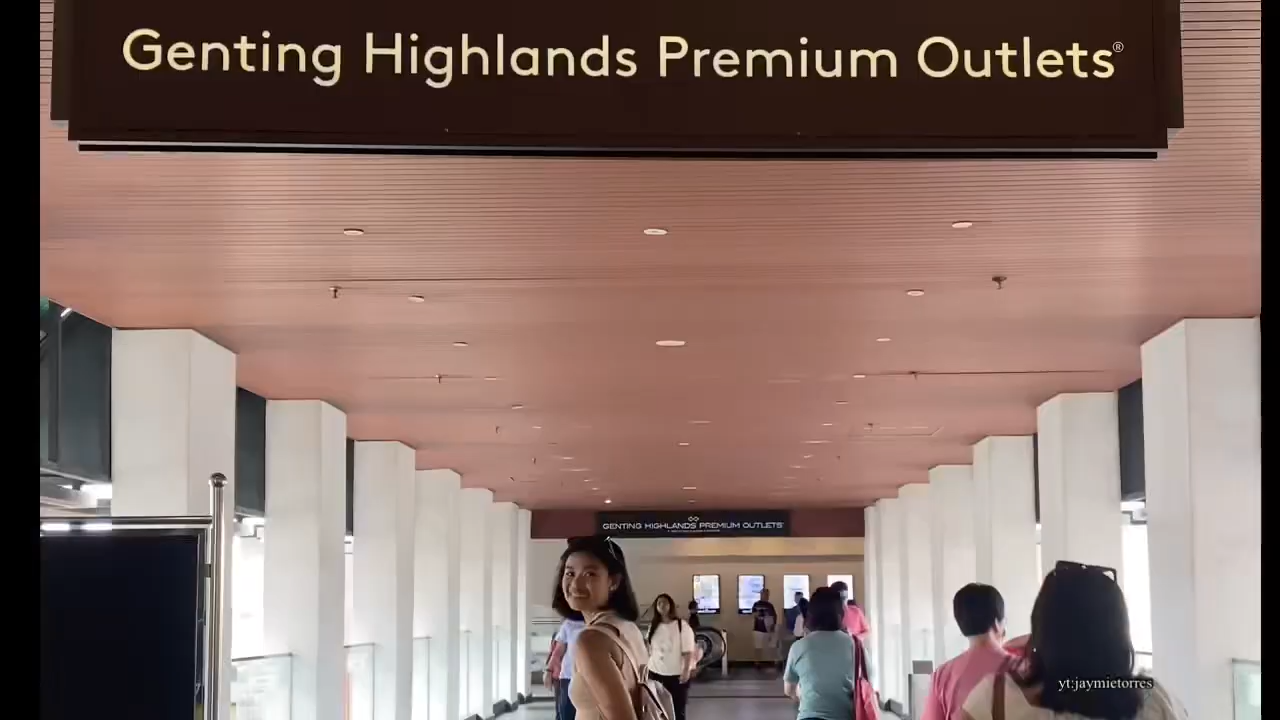 Genting Highlands Premium Outlets®
GENTING HIGHLANDS PREMIUM OUTLETS®
yt:jaymietorres